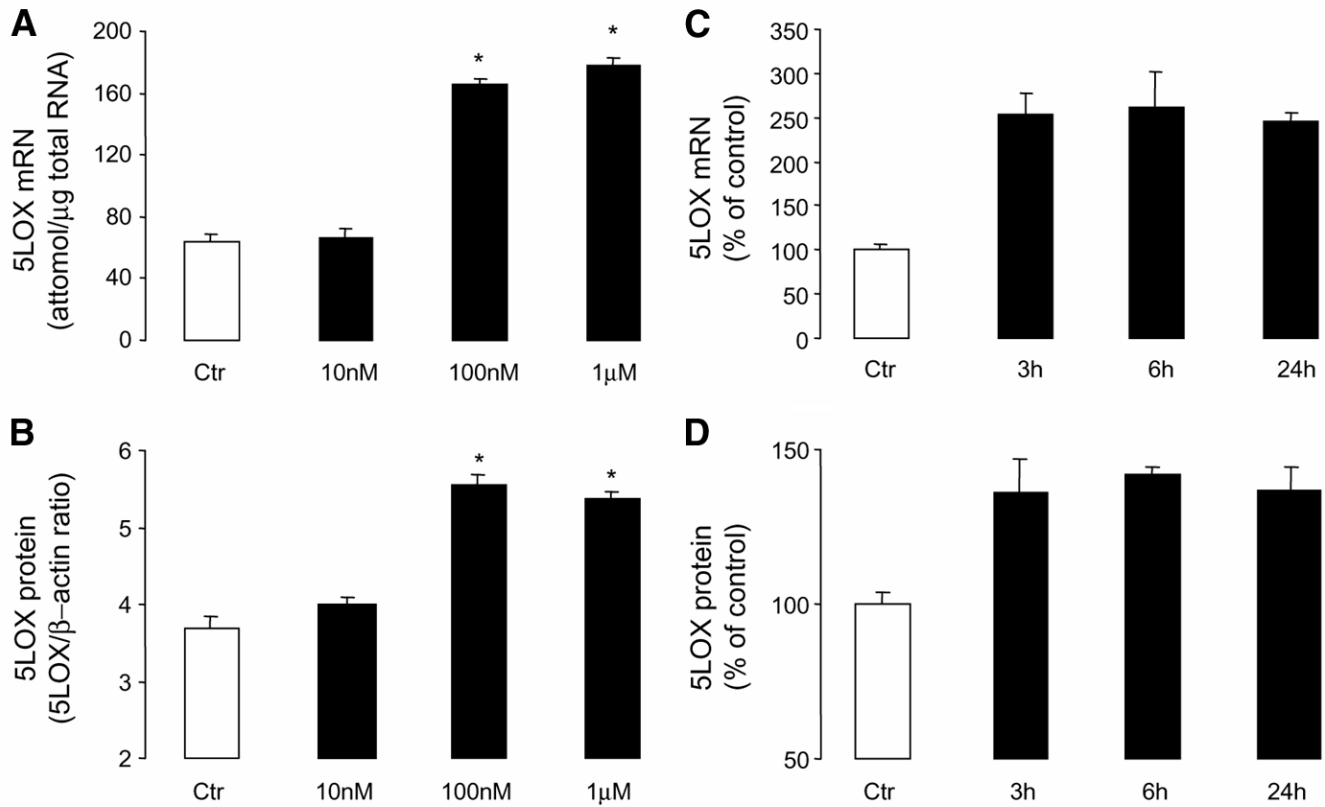 A
5LOX mRN
(attomol/μg total RNA)
200
160
120
80
40
0
*
*
Ctr
10nM
100nM
1μM
C
5LOX mRN
(% of control)
350
300
250
200
150
100
50
0
Ctr
3h
6h
24h
B
5LOX protein
(5LOX/β–actin ratio)
6
5
4
3
2
*
*
Ctr
10nM
100nM
1μM
D
5LOX protein
(% of control)
150
100
50
Ctr
3h
6h
24h